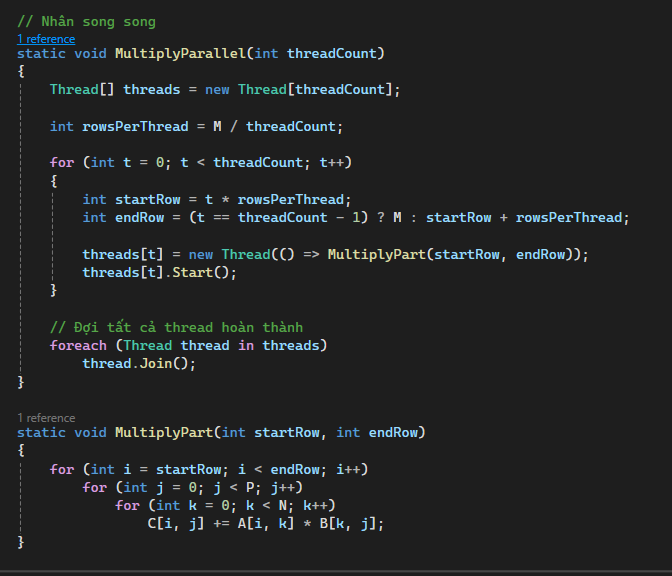 // Nhân song song
1 reference
static void MultiplyParallel(int threadCount)
{
Thread[] threads = new Thread[threadCount];
int rowsPerThread = M / threadCount;
for (int t = 0; t < threadCount; t++)
{
int startRow = t * rowsPerThread;
int endRow = (t == threadCount - 1) ? M : startRow + rowsPerThread;
threads[t] = new Thread(() => MultiplyPart(startRow, endRow));
threads[t].Start();
}
// Đợi tất cả thread hoàn thành
foreach (Thread thread in threads)
thread.Join();
}
1 reference
static void MultiplyPart(int startRow, int endRow)
{
for (int i = startRow; i < endRow; i++)
for (int j = 0; j < P; j++)
for (int k = 0; k < N; k++)
C[i, j] += A[i, k] * B[k, j];
}